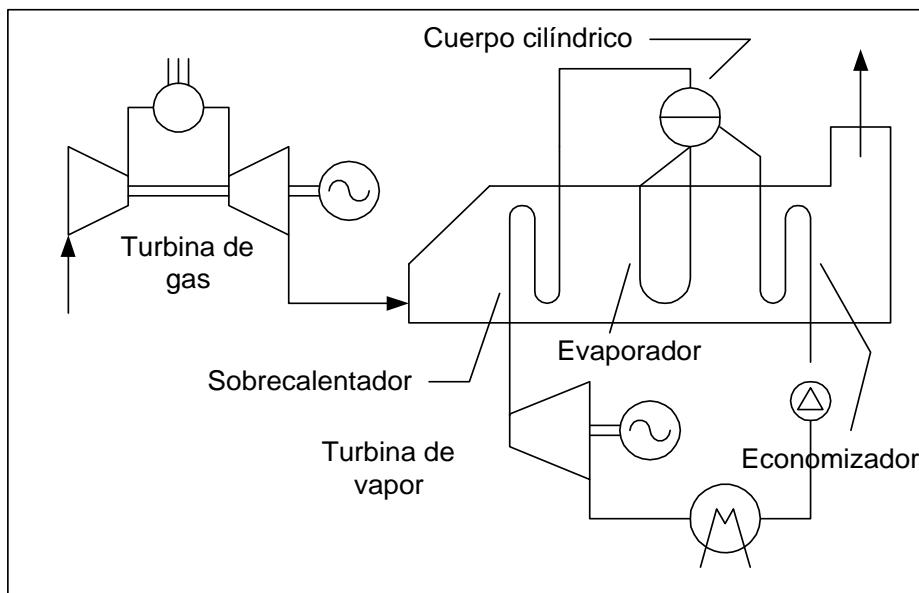 Cuerpo cilíndrico
Turbina de
gas
Evaporador
Sobrecalentador
Turbina de
vapor
Economizador